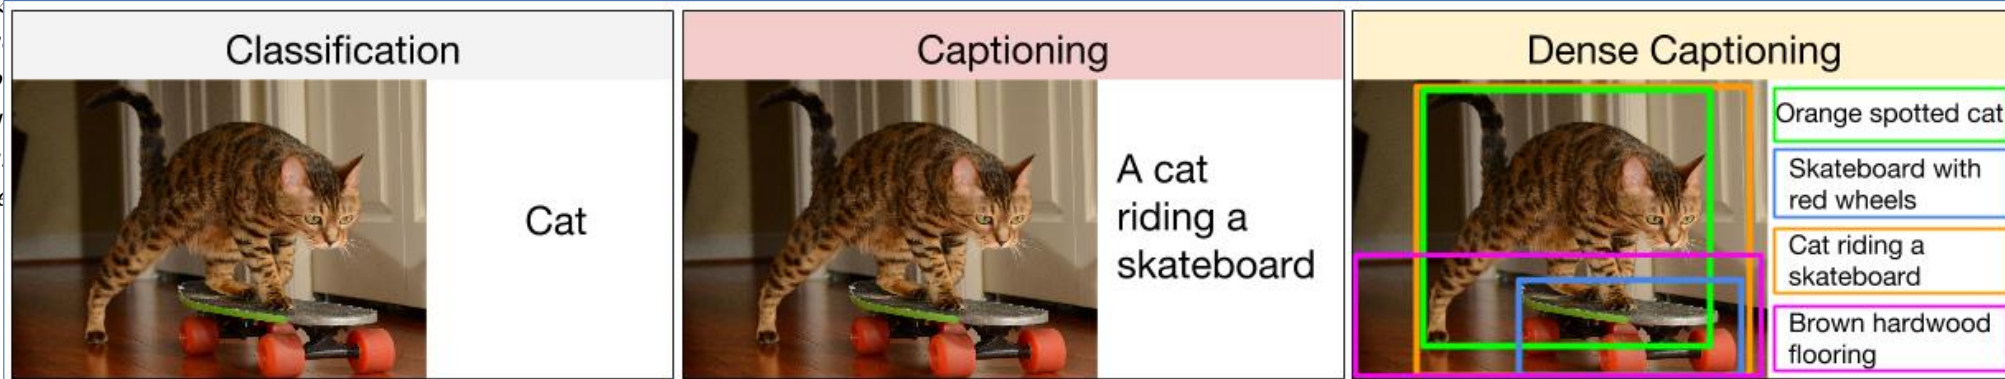 Classification
Cat
Captioning
A cat
riding a
skateboard
Dense Captioning
Orange spotted cat
Skateboard with
red wheels
Cat riding a
skateboard
Brown hardwood
flooring